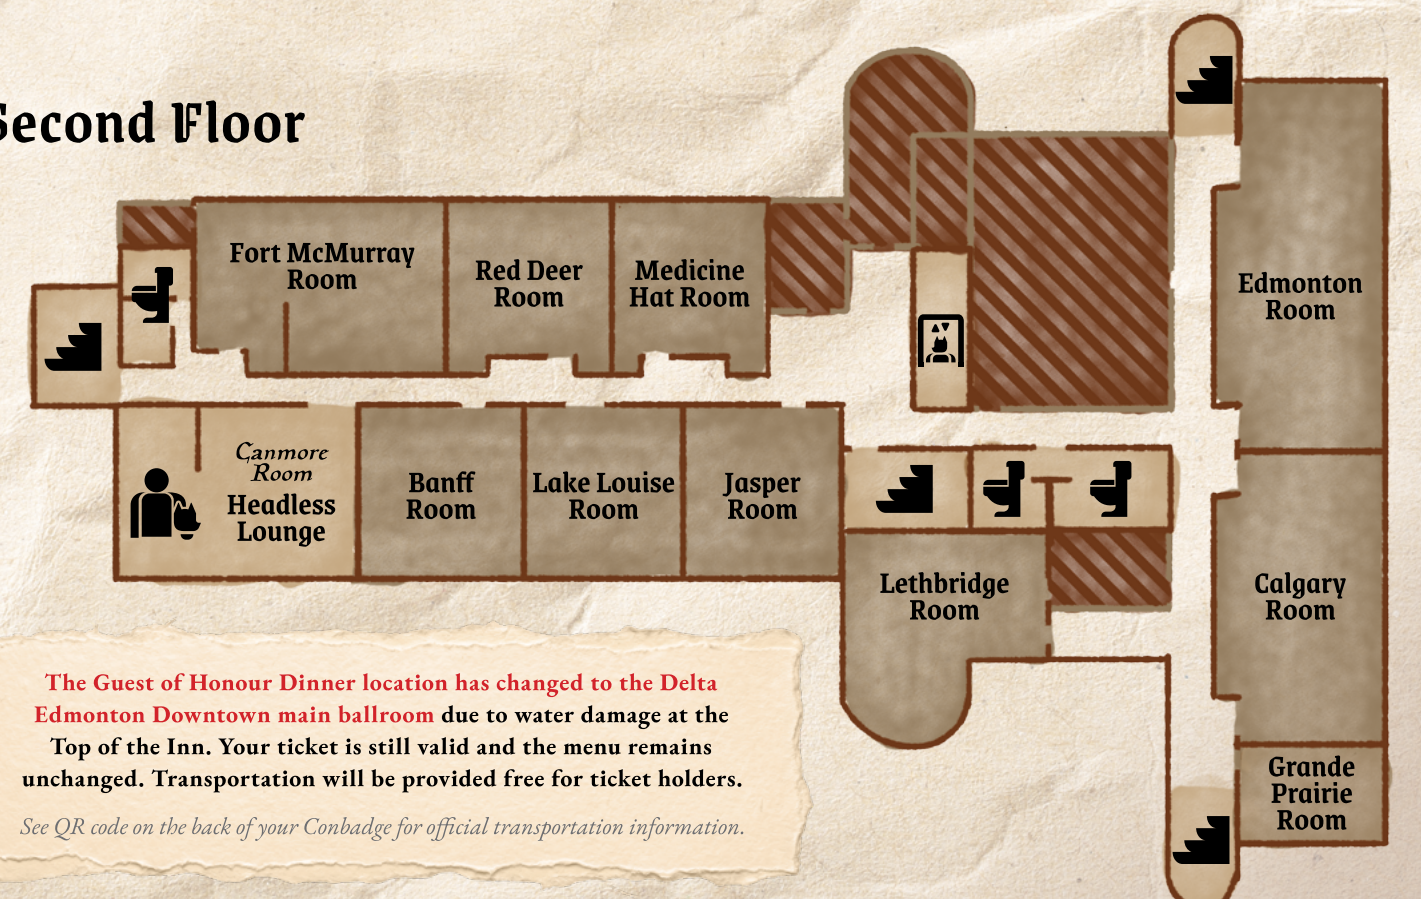 Second Floor
Fort McMurray
Room
Red Deer
Room
Medicine
Hat Room
Edmonton
Room
Canmore
Room
Headless
Lounge
Banff
Room
Lake Louise
Room
Jasper
Room
Lethbridge
Room
Calgary
Room
Grande
Prairie
Room
The Guest of Honour Dinner location has changed to the Delta
Edmonton Downtown main ballroom due to water damage at the
Top of the Inn. Your ticket is still valid and the menu remains
unchanged. Transportation will be provided free for ticket holders.
See QR code on the back of your Conbadge for official transportation information.